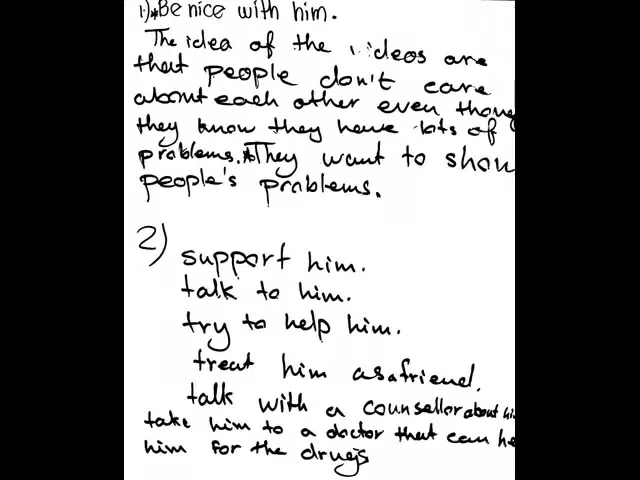 1) *Be nice with him.
The idea of the videos are
that people don't care
about each other even thoug
they know they have lots of
problems. *They want to show
people's problems.
2)
support him.
talk to him.
try to help him.
treat him as a friend.
talk with a counsellor about hi
take him to a doctor that can he
him for the drugs